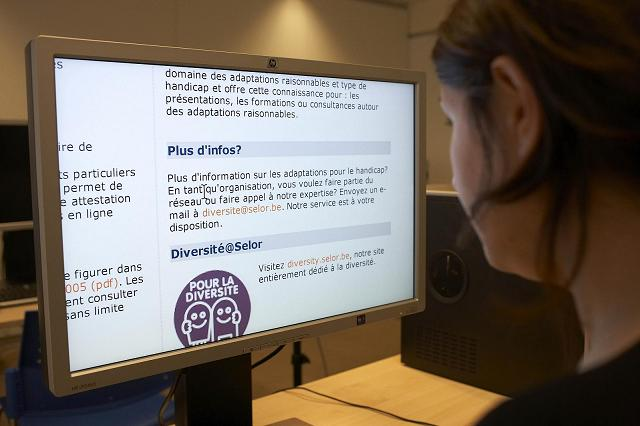 s
ire de
ts particuliers
permet de
e attestation
s en ligne
e figurer dans
005 (pdf). Les
ent consulter
sans limite
domaine des adaptations raisonnables et type de
handicap et offre cette connaissance pour : les
présentations, les formations ou consultances autour
des adaptations raisonnables.
Plus d'infos?
Plus d'information sur les adaptations pour le handicap?
En tant qu'organisation, vous voulez faire partie du
réseau ou faire appel à notre expertise? Envoyez un e-
mail à diversite@selor.be. Notre service est à votre
disposition.
Diversité@Selor
POUR LA
DIVERSITÉ
Visitez diversity.selor.be, notre site
entièrement dédié à la diversité.
hp